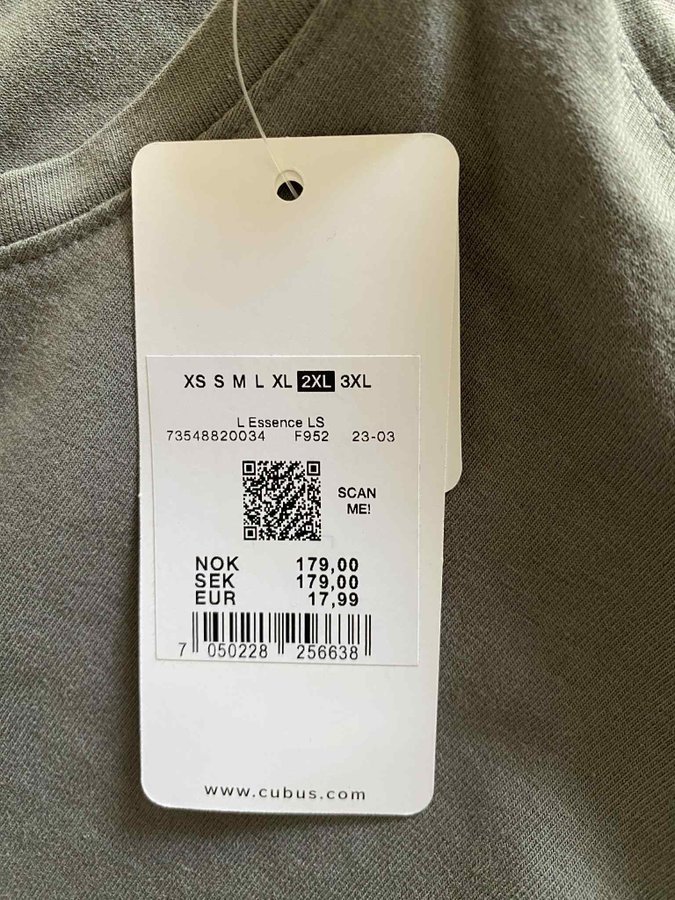 XS S M L XL 2XL 3XL
L Essence LS
73548820034 F952 23-03
SCAN
ME!
NOK 179,00
SEK 179,00
EUR 17,99
7 050228 256638
www.cubus.com